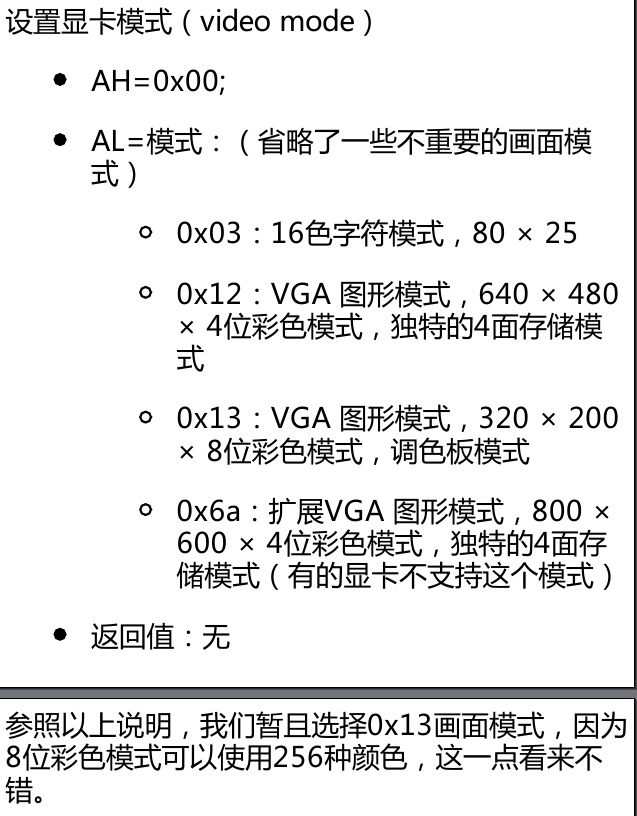 设置显卡模式（video mode）
● AH=0x00;
● AL=模式：（省略了一些不重要的画面模
式）
○ 0x03：16色字符模式，80 × 25
○ 0x12：VGA 图形模式，640 × 480
× 4位彩色模式，独特的4面存储模
式
○ 0x13：VGA 图形模式，320 × 200
× 8位彩色模式，调色板模式
○ 0x6a：扩展VGA 图形模式，800 ×
600 × 4位彩色模式，独特的4面存
储模式（有的显卡不支持这个模式）
● 返回值：无
参照以上说明，我们暂且选择0x13画面模式，因为
8位彩色模式可以使用256种颜色，这一点看来不
错。